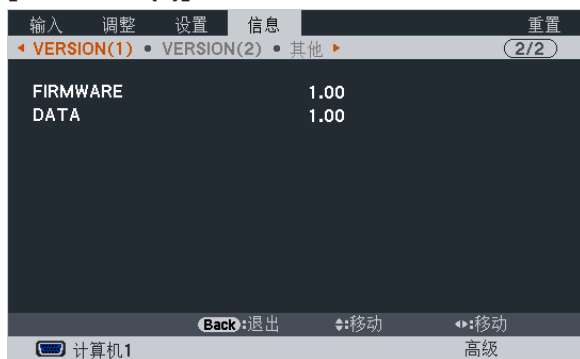 输入 调整 设置 信息 重置
VERSION(1) • VERSION(2) • 其他 2/2
FIRMWARE 1.00
DATA 1.00
Back:退出 :移动 :移动
计算机1 高级